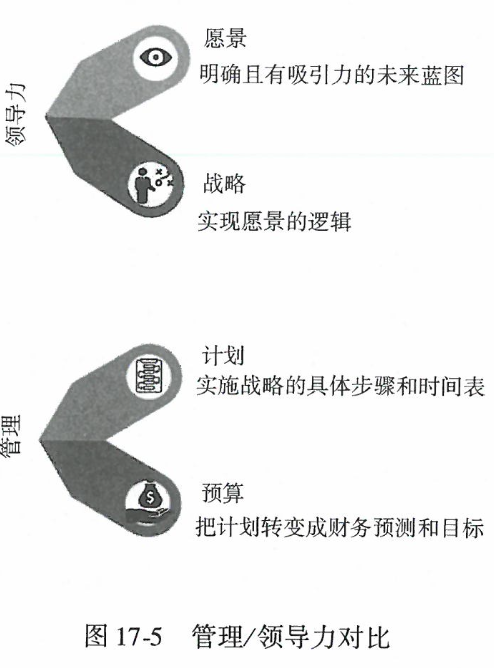 领导力
愿景
明确且有吸引力的未来蓝图
战略
实现愿景的逻辑
管理
计划
实施战略的具体步骤和时间表
预算
$
把计划转变成财务预测和目标
图 17-5 管理/领导力对比